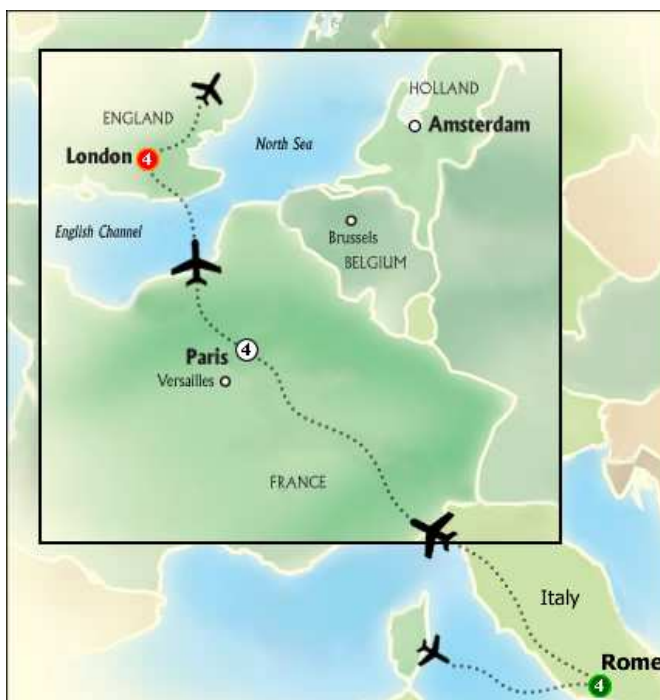 HOLLAND
ENGLAND
Amsterdam
North Sea
London 4
Brussels
English Channel
BELGIUM
Paris 4
Versailles
FRANCE
Italy
Rome
4